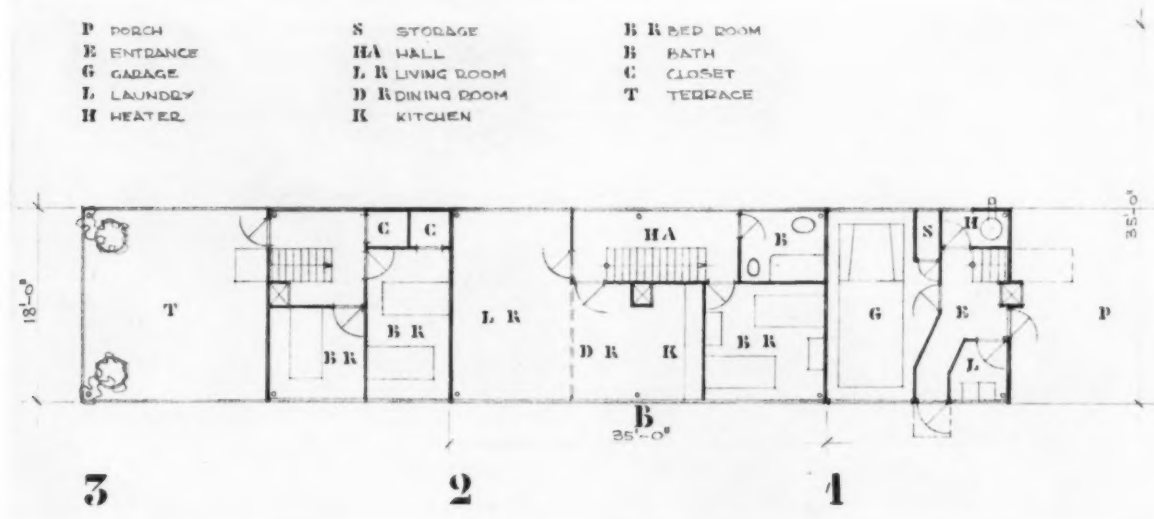 P PORCH
E ENTRANCE
G GARAGE
L LAUNDRY
H HEATER
S STORAGE
HA HALL
L R LIVING ROOM
D R DINING ROOM
K KITCHEN
B R BED ROOM
B BATH
C CLOSET
T TERRACE
18'-0"
T
C C
B R
B R
L R
HA
B
D R
K
B R
G
S
H
E
L
P
35'-0"
B
35'-0"
3 2 1